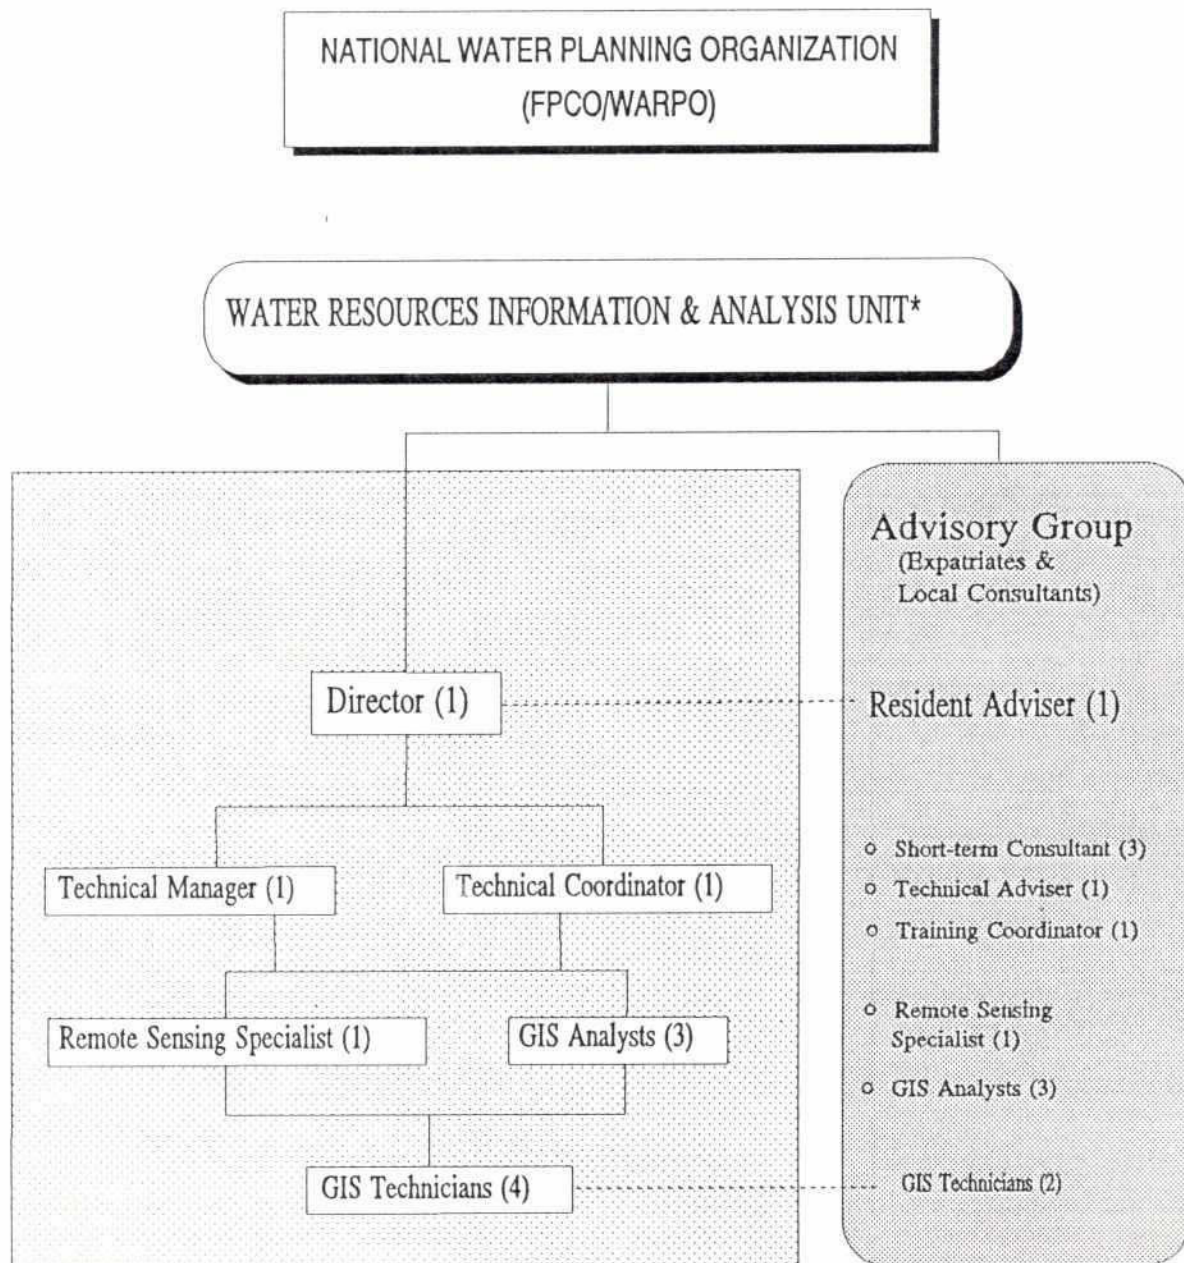 NATIONAL WATER PLANNING ORGANIZATION
(FPCO/WARPO)
WATER RESOURCES INFORMATION & ANALYSIS UNIT*
Director (1)
Technical Manager (1)
Technical Coordinator (1)
Remote Sensing Specialist (1)
GIS Analysts (3)
GIS Technicians (4)
Advisory Group
(Expatriates &
Local Consultants)
Resident Adviser (1)
Short-term Consultant (3)
Technical Adviser (1)
Training Coordinator (1)
Remote Sensing
Specialist (1)
GIS Analysts (3)
GIS Technicians (2)